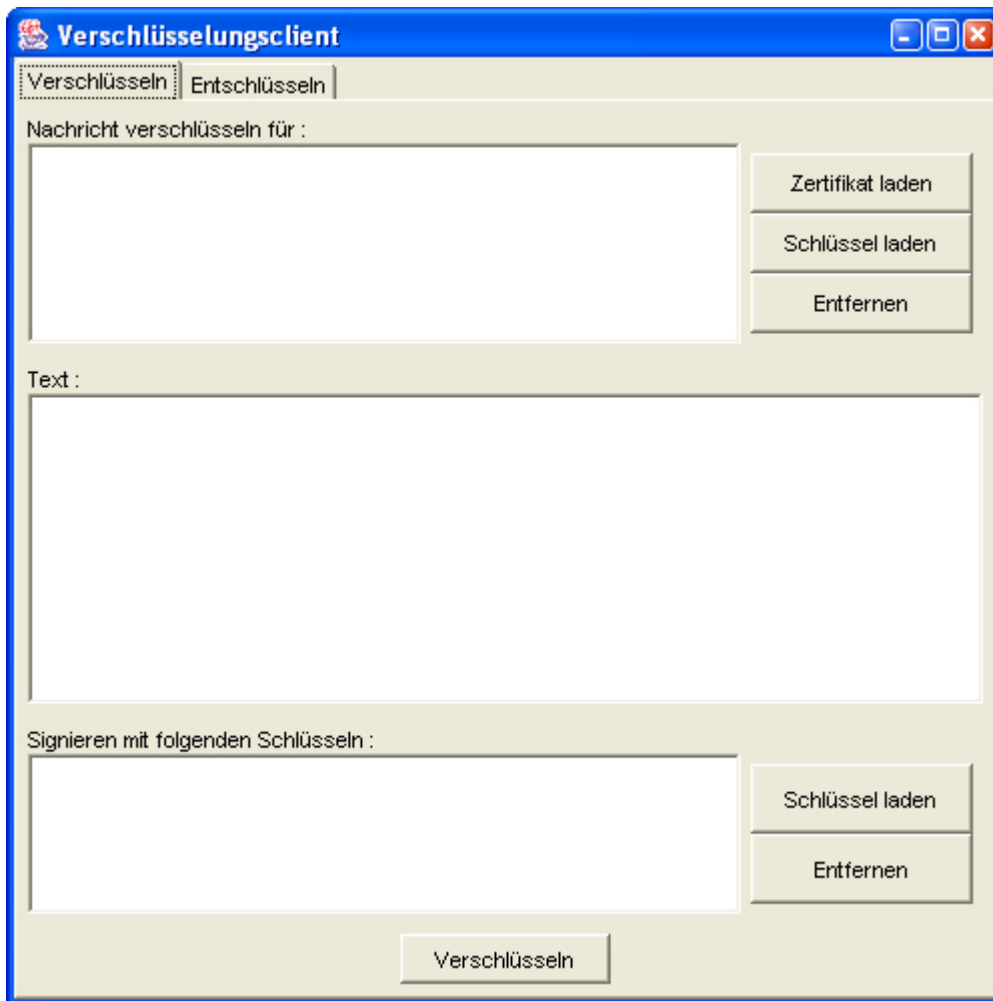 Verschlüsselungsclient
Verschlüsseln Entschlüsseln
Nachricht verschlüsseln für :
Zertifikat laden
Schlüssel laden
Entfernen
Text :
Signieren mit folgenden Schlüsseln :
Schlüssel laden
Entfernen
Verschlüsseln